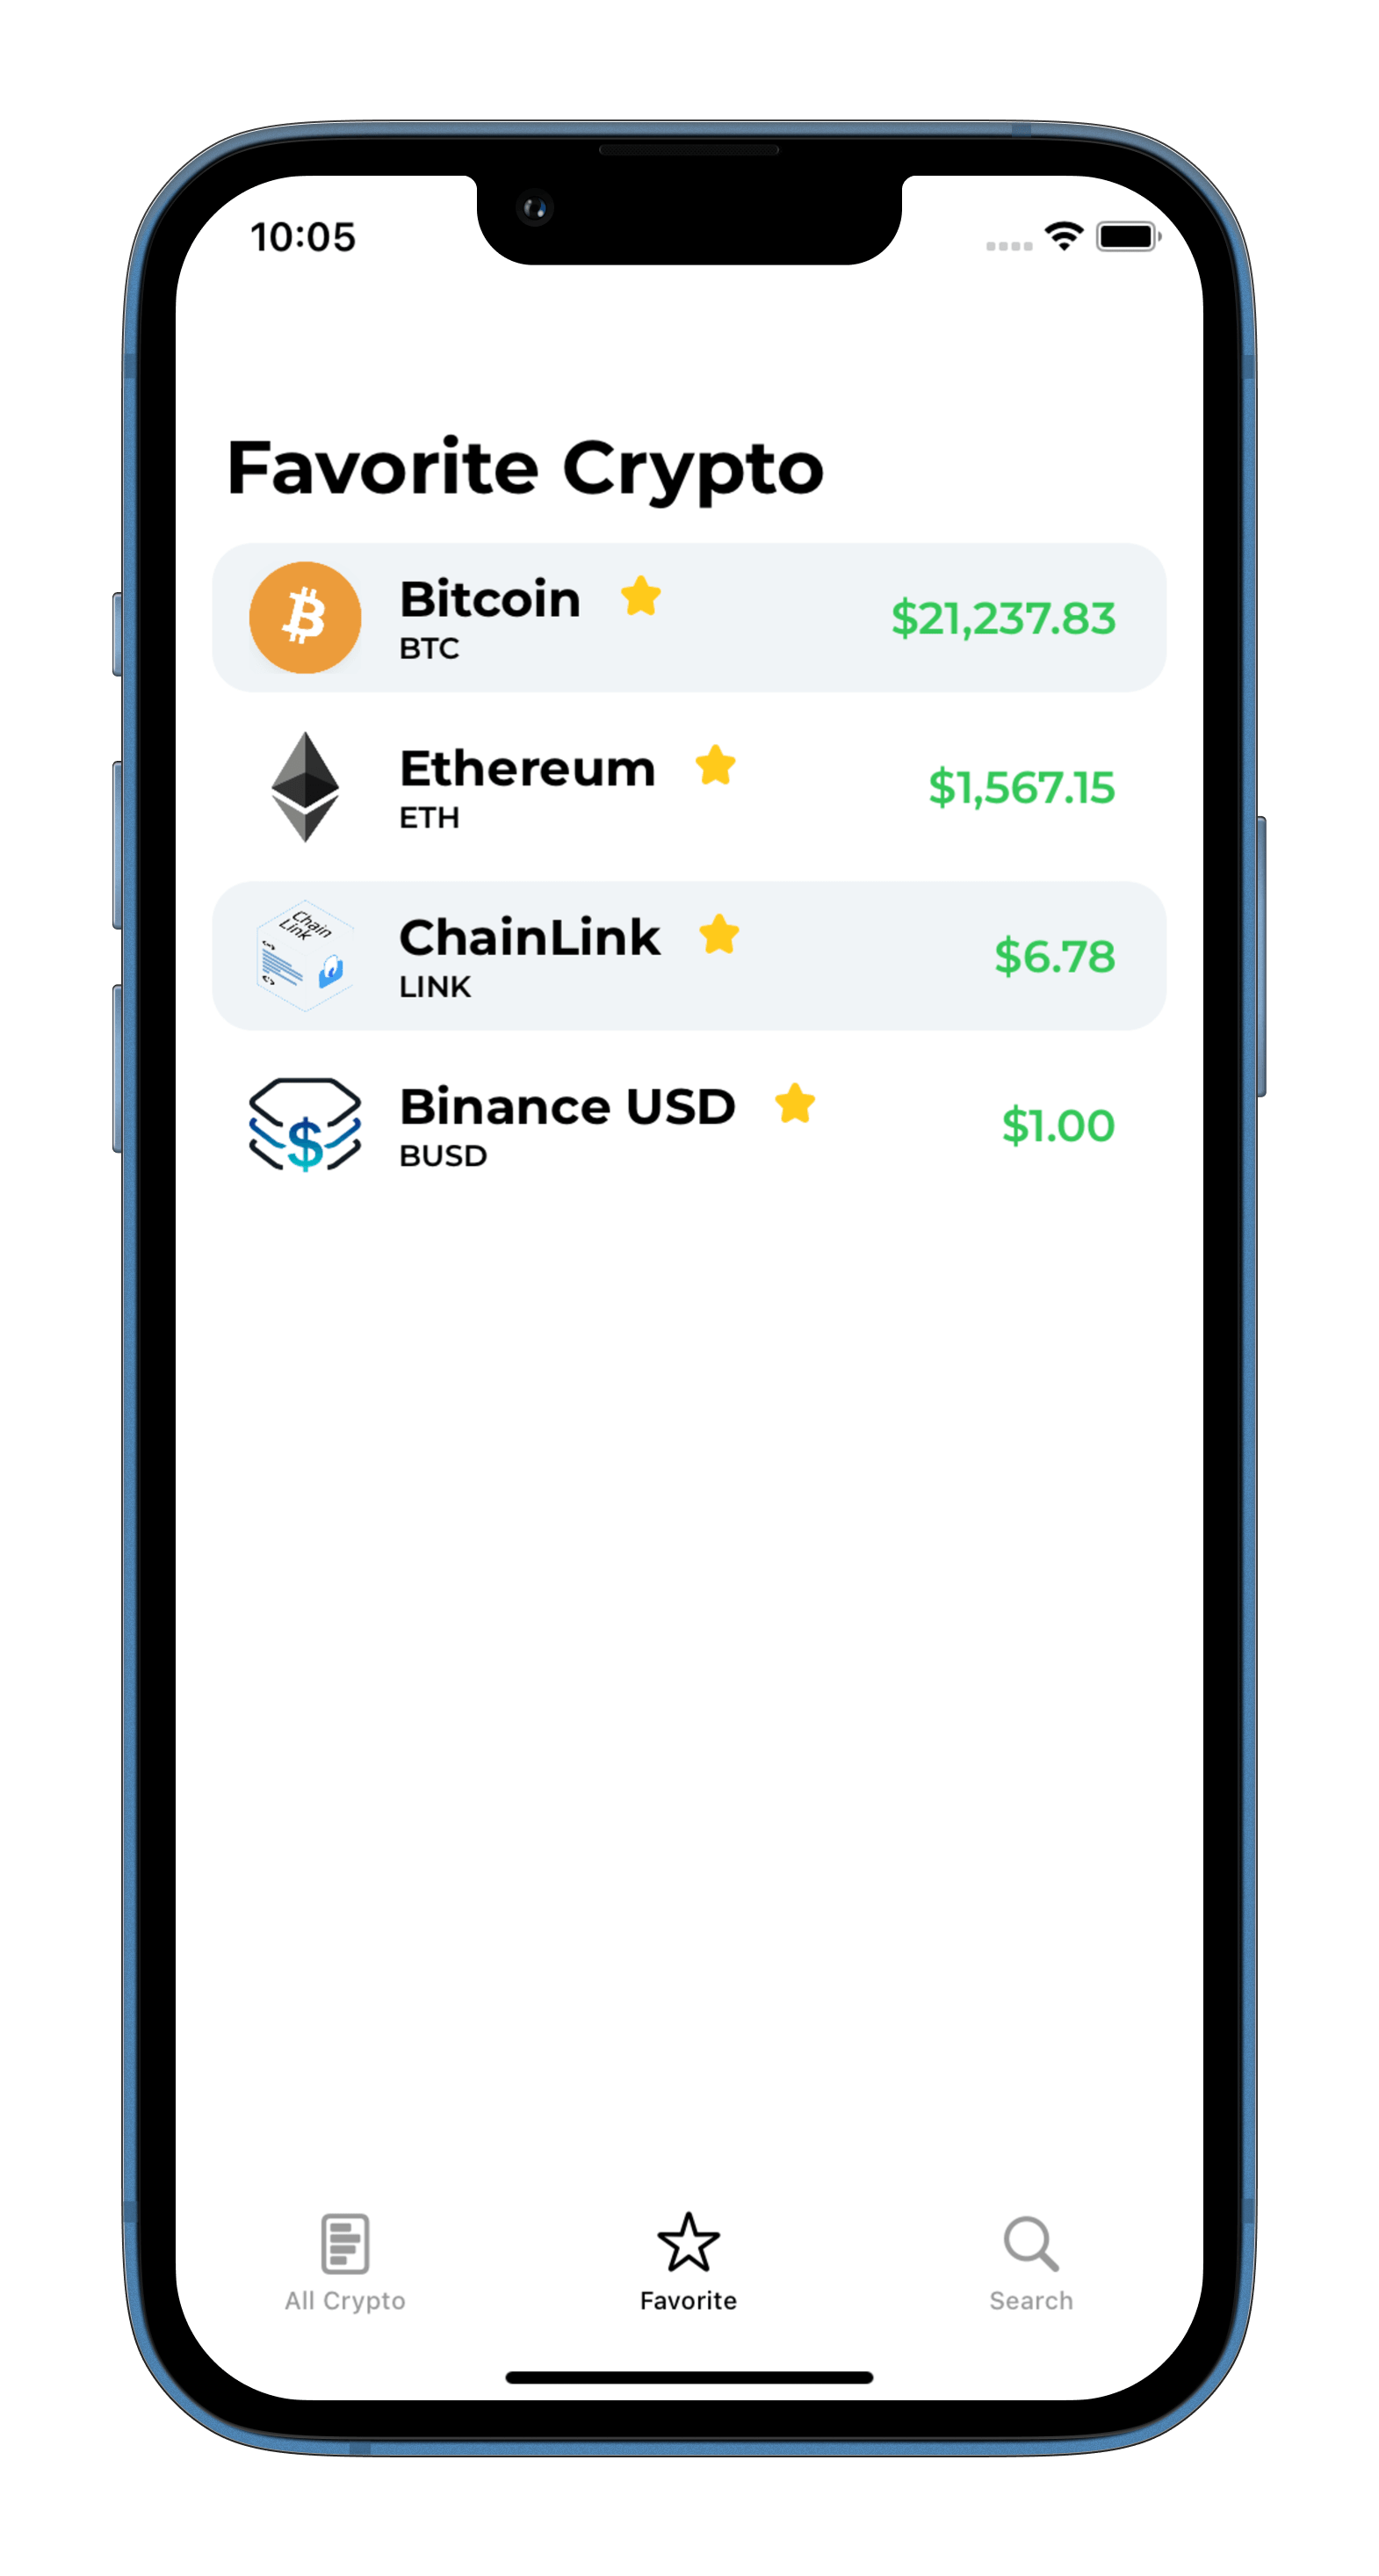 10:05
Favorite Crypto
Bitcoin
BTC
$21,237.83
Ethereum
ETH
$1,567.15
Chain
Link
ChainLink
LINK
$6.78
$
Binance USD
BUSD
$1.00
All Crypto
Favorite
Search